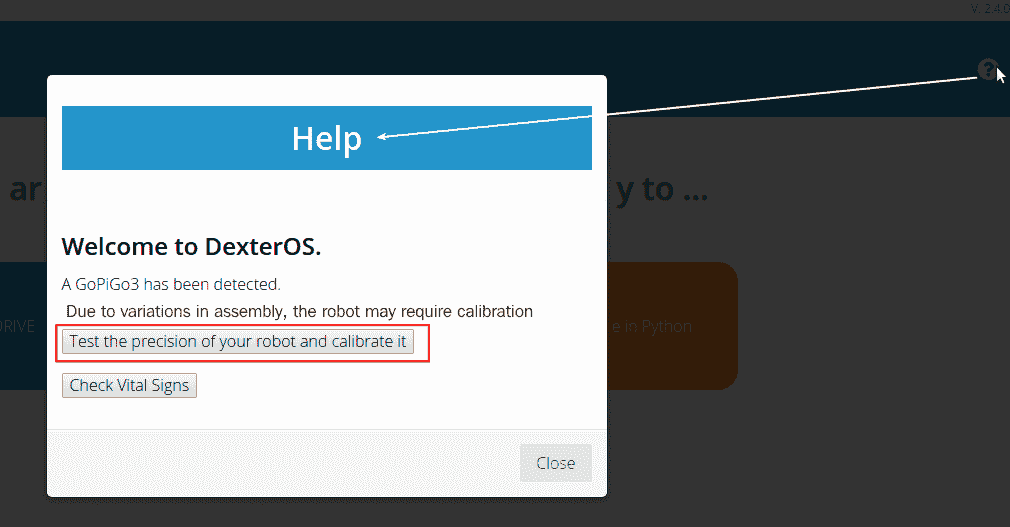 V. 2.4.0
Help
ar
y to ...
Welcome to DexterOS.
A GoPiGo3 has been detected.
Due to variations in assembly, the robot may require calibration
DRIVE
e in Python
Test the precision of your robot and calibrate it
Check Vital Signs
Close